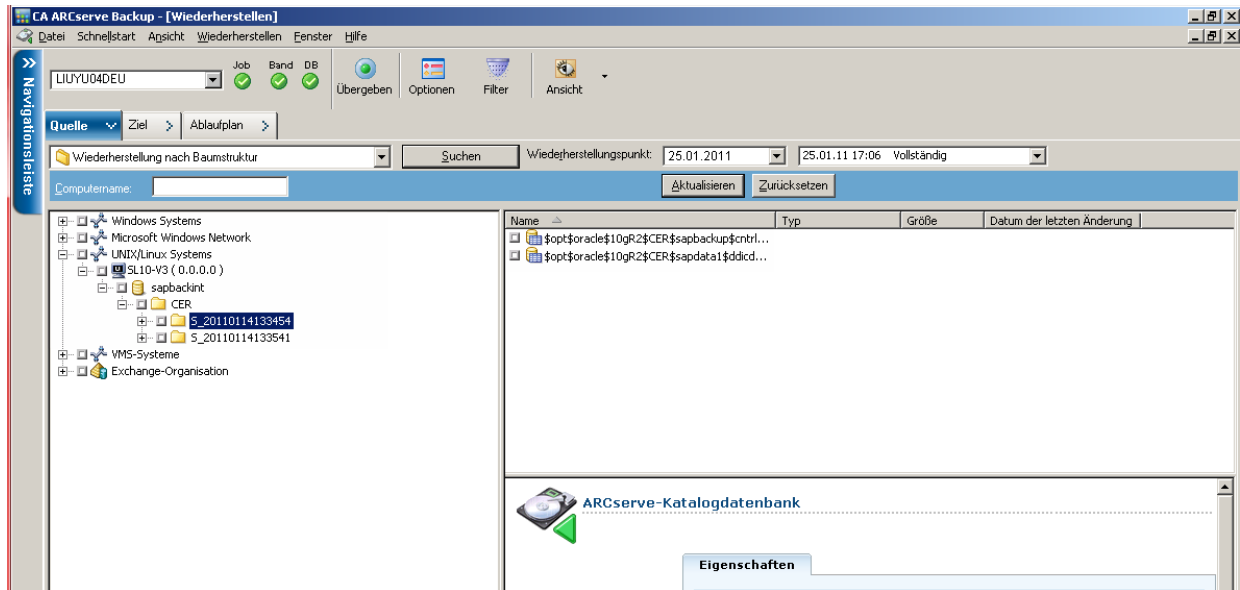 CA ARCserve Backup - [Wiederherstellen]
Datei Schnellstart Ansicht Wiederherstellen Fenster Hilfe
Navigationsleiste
LIUYU04DEU
Job Band DB
Übergeben Optionen Filter Ansicht
Quelle Ziel Ablaufplan
Wiederherstellung nach Baumstruktur Suchen Wiederherstellungspunkt: 25.01.2011 25.01.11 17:06 Vollständig
Computername: Aktualisieren Zurücksetzen
Windows Systems
Microsoft Windows Network
UNIX/Linux Systems
SL10-V3 ( 0.0.0.0 )
sapbackint
CER
S_20110114133454
S_20110114133541
VMS-Systeme
Exchange-Organisation
Name Typ Größe Datum der letzten Änderung
$opt$oracle$10gR2$CER$sapbackup$cntrl...
$opt$oracle$10gR2$CER$sapdata1$ddicd...
ARCserve-Katalogdatenbank
Eigenschaften